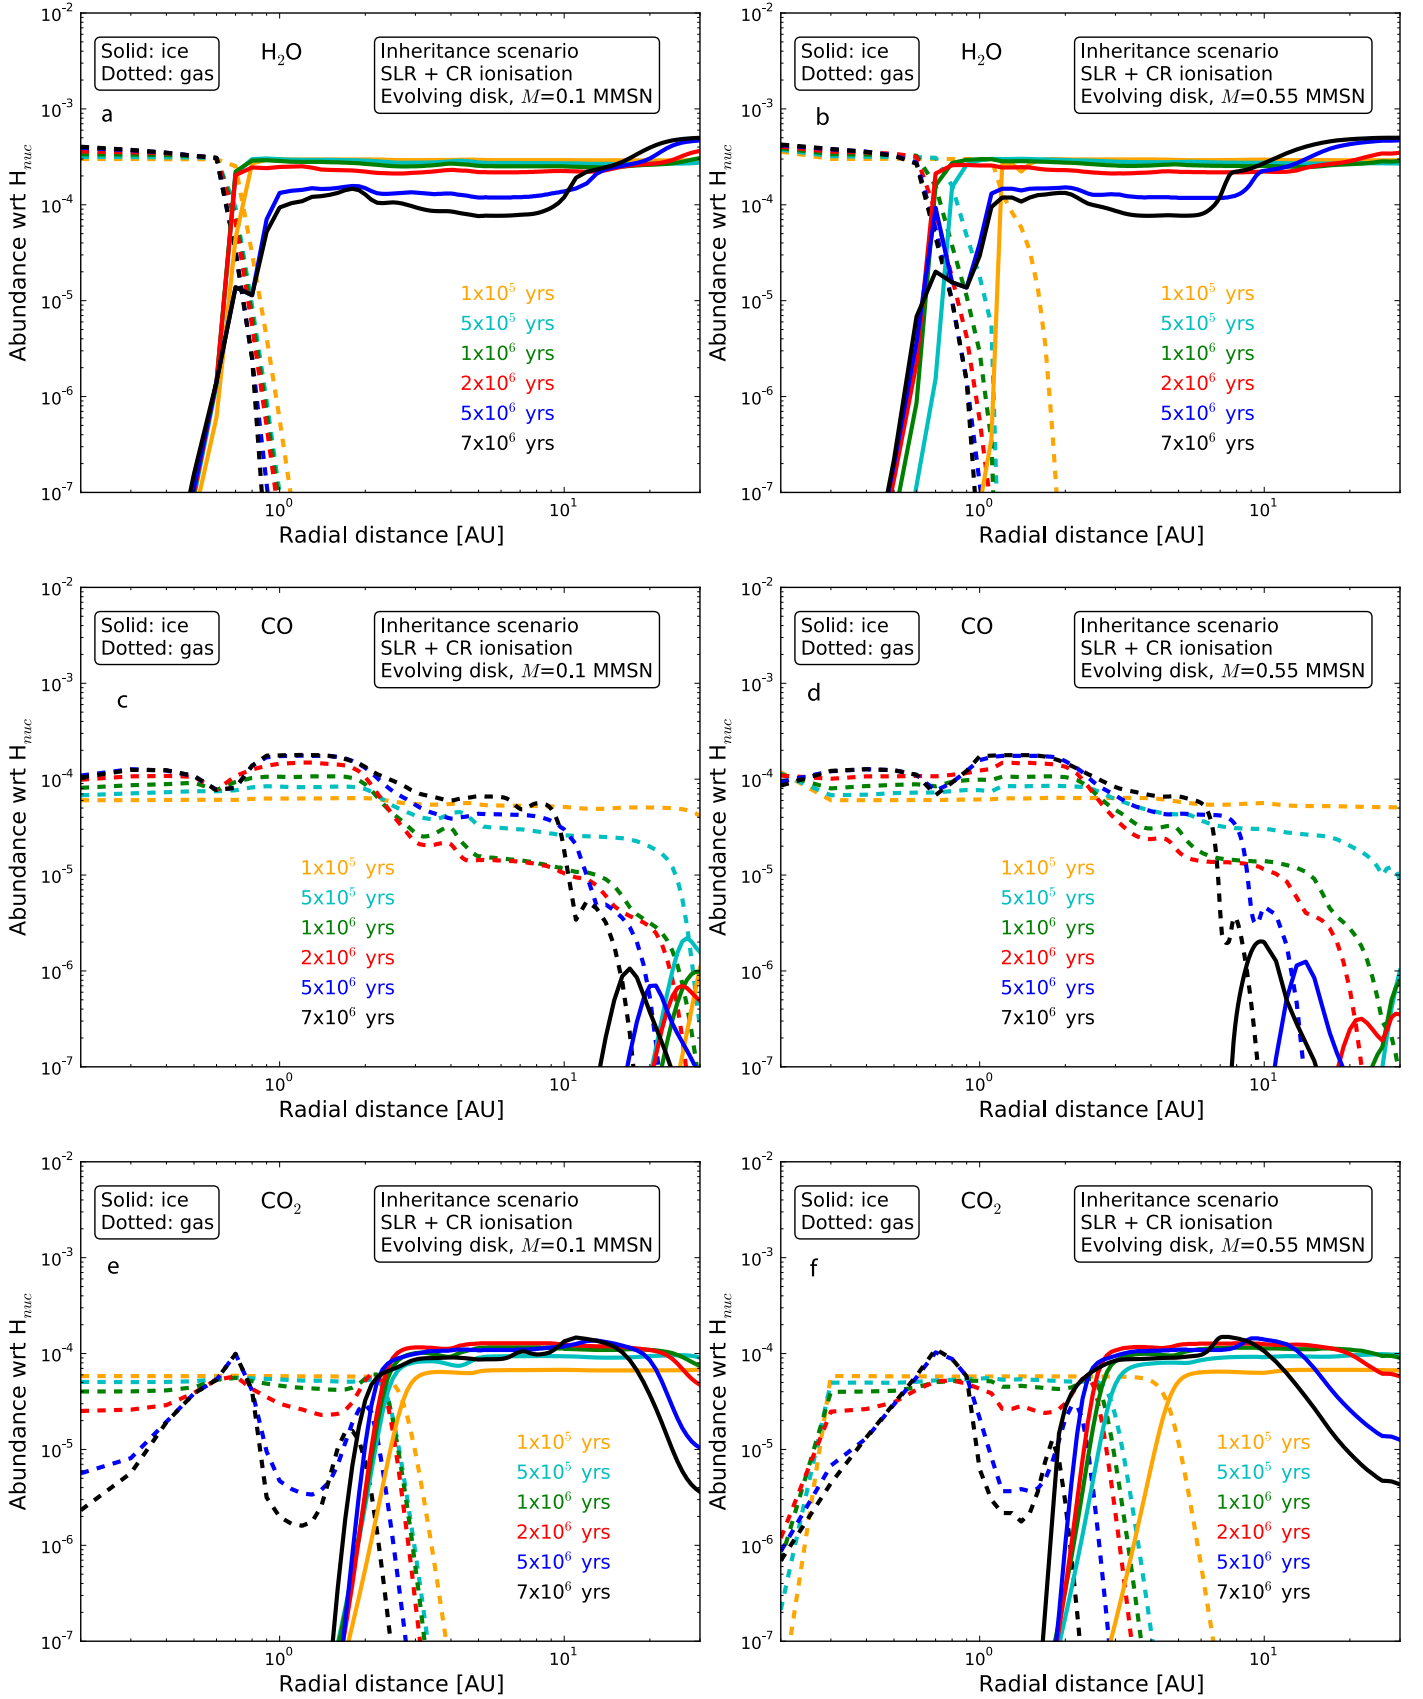 Solid: ice
Dotted: gas
H₂O
Inheritance scenario
SLR + CR ionisation
Evolving disk, M=0.1 MMSN
a
1x10⁵ yrs
5x10⁵ yrs
1x10⁶ yrs
2x10⁶ yrs
5x10⁶ yrs
7x10⁶ yrs
10⁻²
10⁻³
10⁻⁴
10⁻⁵
10⁻⁶
10⁻⁷
Abundance wrt H_nuc
10⁰ 10¹
Radial distance [AU]
Solid: ice
Dotted: gas
H₂O
Inheritance scenario
SLR + CR ionisation
Evolving disk, M=0.55 MMSN
b
1x10⁵ yrs
5x10⁵ yrs
1x10⁶ yrs
2x10⁶ yrs
5x10⁶ yrs
7x10⁶ yrs
10⁻²
10⁻³
10⁻⁴
10⁻⁵
10⁻⁶
10⁻⁷
Abundance wrt H_nuc
10⁰ 10¹
Radial distance [AU]
Solid: ice
Dotted: gas
CO
Inheritance scenario
SLR + CR ionisation
Evolving disk, M=0.1 MMSN
c
1x10⁵ yrs
5x10⁵ yrs
1x10⁶ yrs
2x10⁶ yrs
5x10⁶ yrs
7x10⁶ yrs
10⁻²
10⁻³
10⁻⁴
10⁻⁵
10⁻⁶
10⁻⁷
Abundance wrt H_nuc
10⁰ 10¹
Radial distance [AU]
Solid: ice
Dotted: gas
CO
Inheritance scenario
SLR + CR ionisation
Evolving disk, M=0.55 MMSN
d
1x10⁵ yrs
5x10⁵ yrs
1x10⁶ yrs
2x10⁶ yrs
5x10⁶ yrs
7x10⁶ yrs
10⁻²
10⁻³
10⁻⁴
10⁻⁵
10⁻⁶
10⁻⁷
Abundance wrt H_nuc
10⁰ 10¹
Radial distance [AU]
Solid: ice
Dotted: gas
CO₂
Inheritance scenario
SLR + CR ionisation
Evolving disk, M=0.1 MMSN
e
1x10⁵ yrs
5x10⁵ yrs
1x10⁶ yrs
2x10⁶ yrs
5x10⁶ yrs
7x10⁶ yrs
10⁻²
10⁻³
10⁻⁴
10⁻⁵
10⁻⁶
10⁻⁷
Abundance wrt H_nuc
10⁰ 10¹
Radial distance [AU]
Solid: ice
Dotted: gas
CO₂
Inheritance scenario
SLR + CR ionisation
Evolving disk, M=0.55 MMSN
f
1x10⁵ yrs
5x10⁵ yrs
1x10⁶ yrs
2x10⁶ yrs
5x10⁶ yrs
7x10⁶ yrs
10⁻²
10⁻³
10⁻⁴
10⁻⁵
10⁻⁶
10⁻⁷
Abundance wrt H_nuc
10⁰ 10¹
Radial distance [AU]